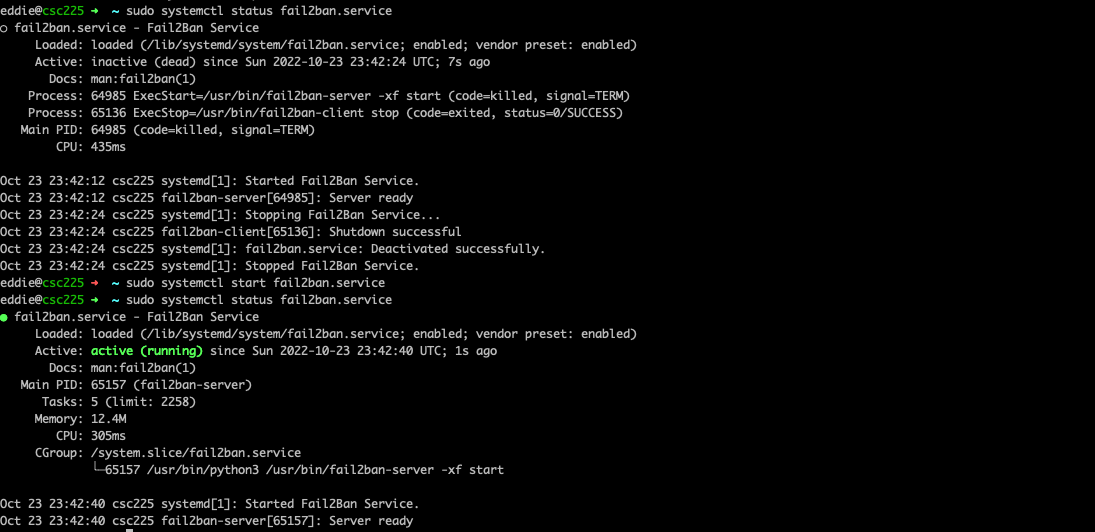 eddie@csc225 ➜  ~ sudo systemctl status fail2ban.service
○ fail2ban.service - Fail2Ban Service
     Loaded: loaded (/lib/systemd/system/fail2ban.service; enabled; vendor preset: enabled)
     Active: inactive (dead) since Sun 2022-10-23 23:42:24 UTC; 7s ago
       Docs: man:fail2ban(1)
    Process: 64985 ExecStart=/usr/bin/fail2ban-server -xf start (code=killed, signal=TERM)
    Process: 65136 ExecStop=/usr/bin/fail2ban-client stop (code=exited, status=0/SUCCESS)
   Main PID: 64985 (code=killed, signal=TERM)
        CPU: 435ms

Oct 23 23:42:12 csc225 systemd[1]: Started Fail2Ban Service.
Oct 23 23:42:12 csc225 fail2ban-server[64985]: Server ready
Oct 23 23:42:24 csc225 systemd[1]: Stopping Fail2Ban Service...
Oct 23 23:42:24 csc225 fail2ban-client[65136]: Shutdown successful
Oct 23 23:42:24 csc225 systemd[1]: fail2ban.service: Deactivated successfully.
Oct 23 23:42:24 csc225 systemd[1]: Stopped Fail2Ban Service.
eddie@csc225 ➜  ~ sudo systemctl start fail2ban.service
eddie@csc225 ➜  ~ sudo systemctl status fail2ban.service
● fail2ban.service - Fail2Ban Service
     Loaded: loaded (/lib/systemd/system/fail2ban.service; enabled; vendor preset: enabled)
     Active: active (running) since Sun 2022-10-23 23:42:40 UTC; 1s ago
       Docs: man:fail2ban(1)
   Main PID: 65157 (fail2ban-server)
      Tasks: 5 (limit: 2258)
     Memory: 12.4M
        CPU: 305ms
     CGroup: /system.slice/fail2ban.service
             └─65157 /usr/bin/python3 /usr/bin/fail2ban-server -xf start

Oct 23 23:42:40 csc225 systemd[1]: Started Fail2Ban Service.
Oct 23 23:42:40 csc225 fail2ban-server[65157]: Server ready